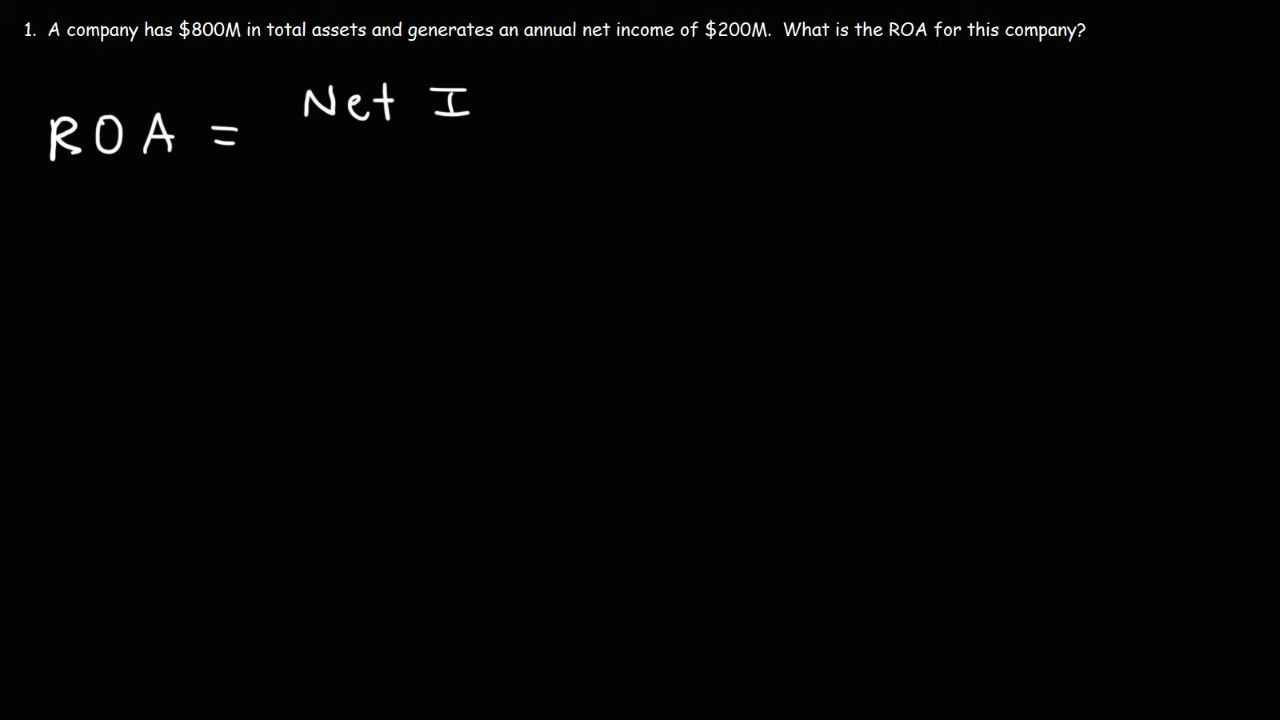 1. A company has $800M in total assets and generates an annual net income of $200M. What is the ROA for this company?
Net I
ROA =